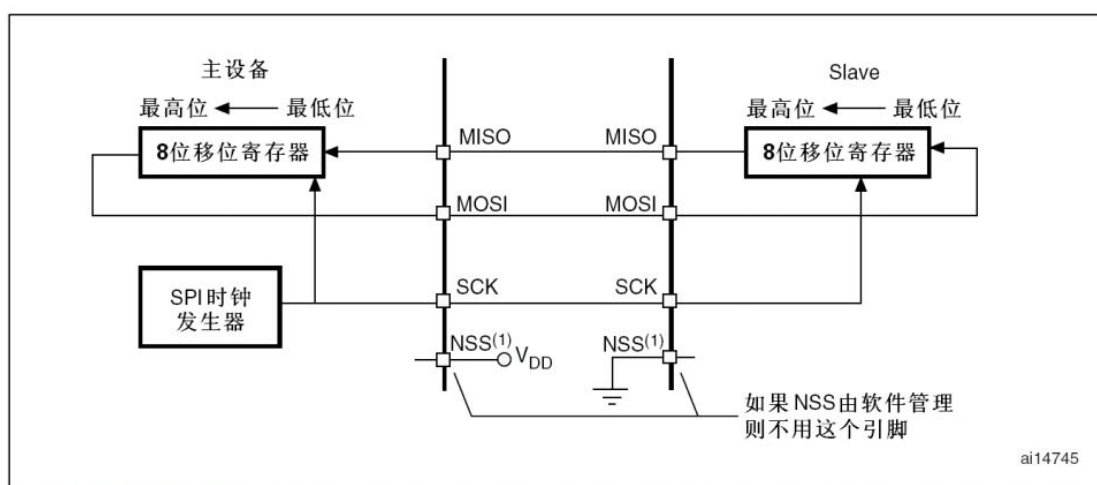 主设备
Slave
最高位 最低位
最高位 最低位
8位移位寄存器
MISO
MISO
8位移位寄存器
MOSI
MOSI
SPI时钟
发生器
SCK
SCK
NSS(1)
VDD
NSS(1)
如果NSS由软件管理
则不用这个引脚
ai14745